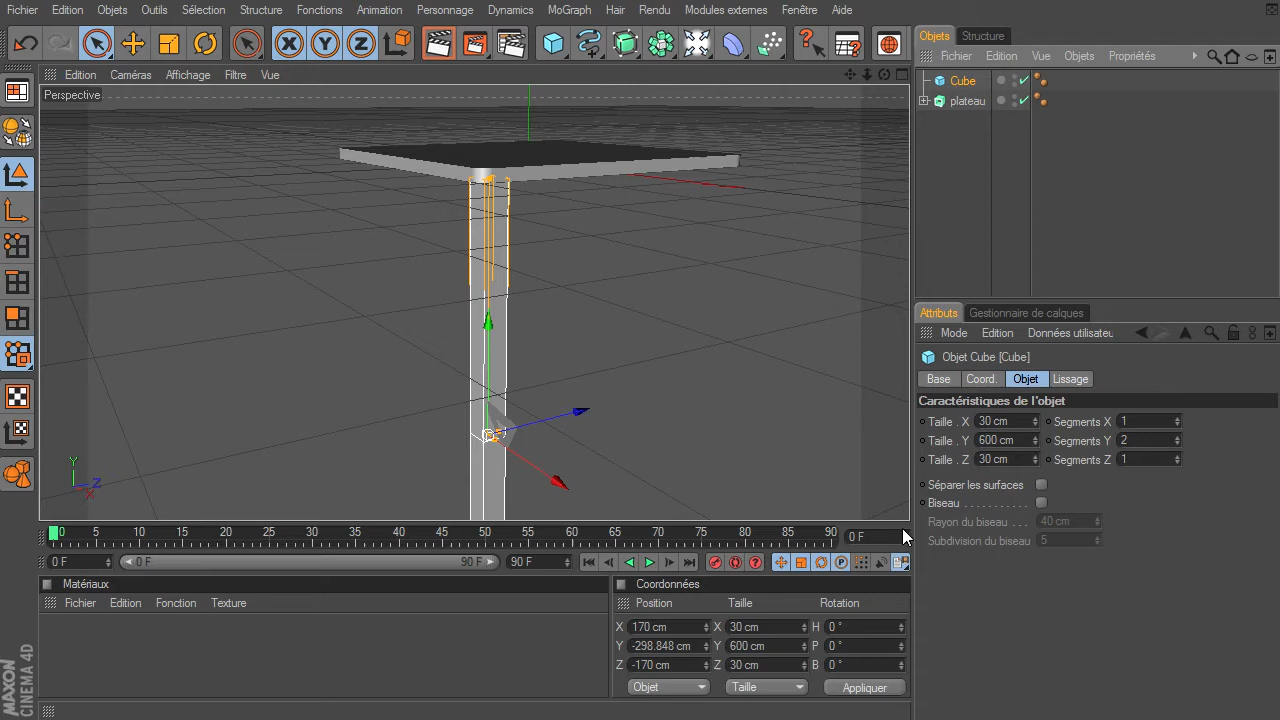 Fichier Edition Objets Outils Sélection Structure Fonctions Animation Personnage Dynamics MoGraph Hair Rendu Modules externes Fenêtre Aide
X Y Z
Objets Structure
Fichier Edition Vue Objets Propriétés
Edition Caméras Affichage Filtre Vue
Perspective
Cube
plateau
Attributs Gestionnaire de calques
Mode Edition Données utilisateu
Objet Cube [Cube]
Base Coord. Objet Lissage
Caractéristiques de l'objet
Taille . X 30 cm Segments X 1
Taille . Y 600 cm Segments Y 2
Taille . Z 30 cm Segments Z 1
Séparer les surfaces
Biseau . . . . . . . . . . .
Rayon du biseau . . . 40 cm
Subdivision du biseau 5
Y Z X
0 5 10 15 20 25 30 35 40 45 50 55 60 65 70 75 80 85 90 0 F
0 F 0 F 90 F 90 F
Matériaux
Fichier Edition Fonction Texture
Coordonnées
Position Taille Rotation
X 170 cm X 30 cm H 0 °
Y -298.848 cm Y 600 cm P 0 °
Z -170 cm Z 30 cm B 0 °
Objet Taille Appliquer
MAXON
CINEMA 4D